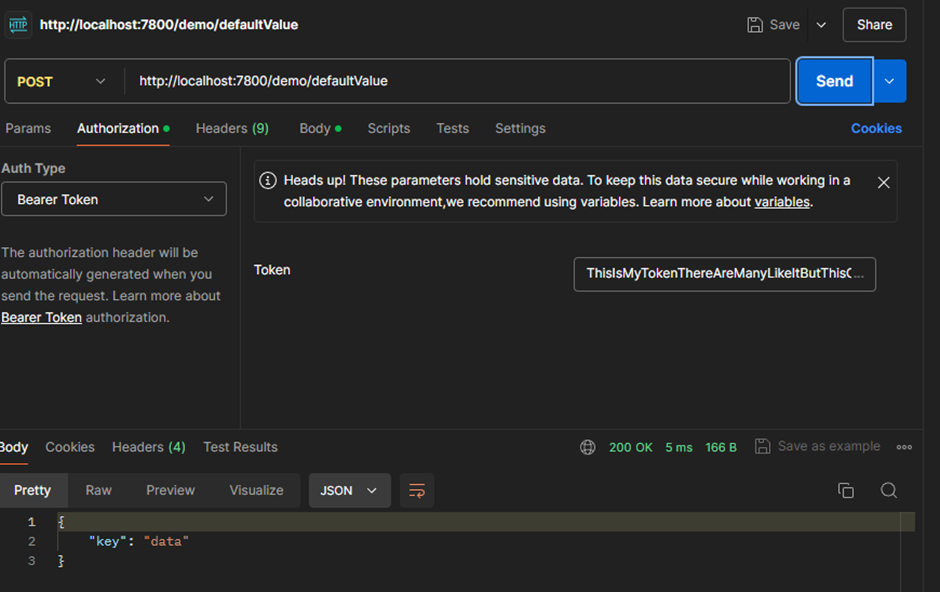 HTTP http://localhost:7800/demo/defaultValue Save Share
POST http://localhost:7800/demo/defaultValue Send
Params Authorization Headers (9) Body Scripts Tests Settings Cookies
Auth Type
Bearer Token
The authorization header will be
automatically generated when you
send the request. Learn more about
Bearer Token authorization.
Heads up! These parameters hold sensitive data. To keep this data secure while working in a
collaborative environment,we recommend using variables. Learn more about variables.
Token ThisIsMyTokenThereAreManyLikeItButThisO...
Body Cookies Headers (4) Test Results 200 OK 5 ms 166 B Save as example
Pretty Raw Preview Visualize JSON
1 {
2 "key": "data"
3 }